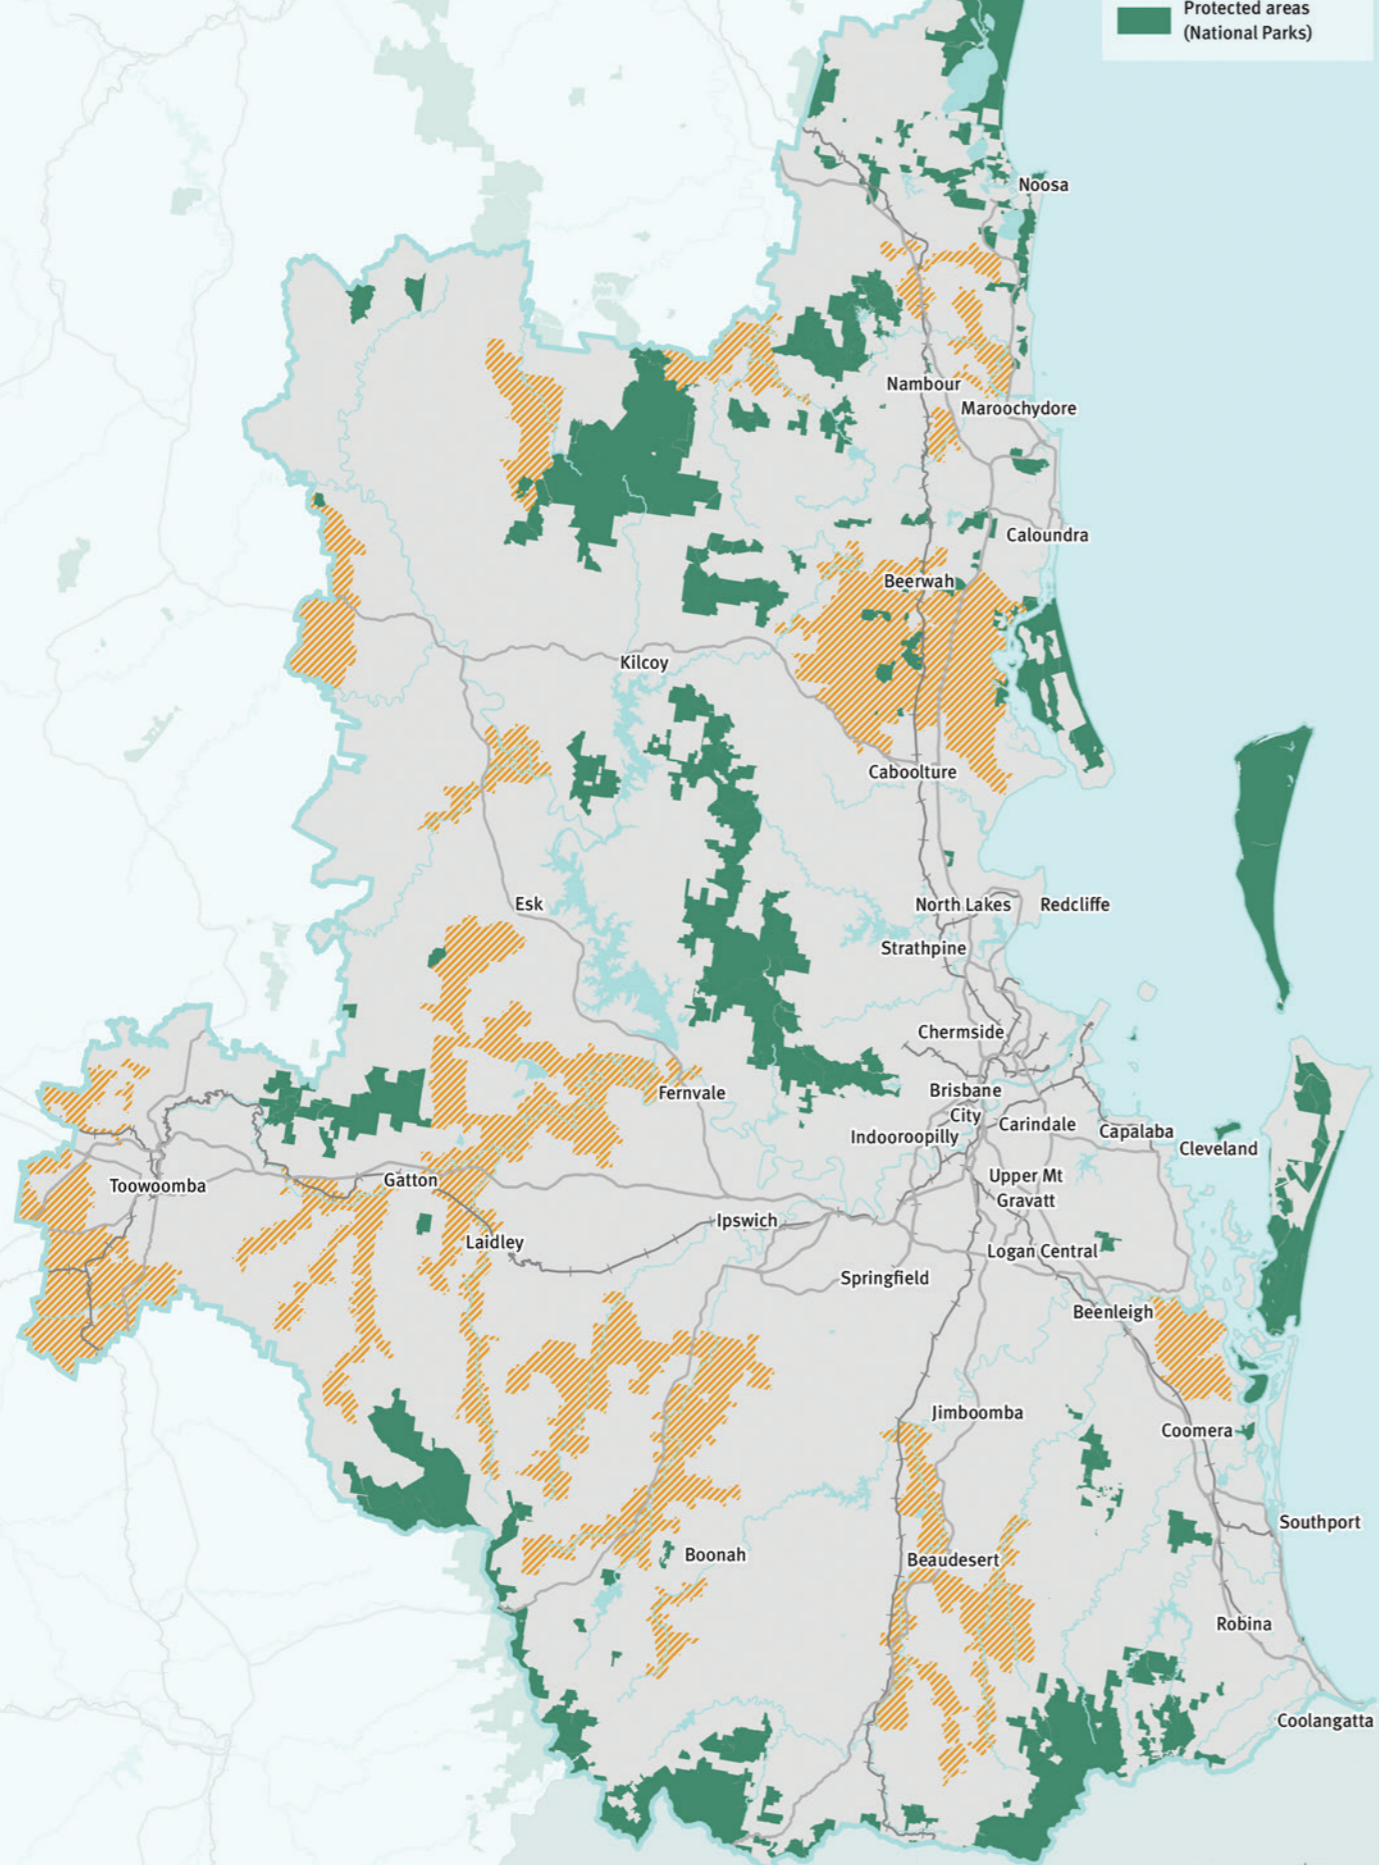 Protected areas
(National Parks)
Noosa
Nambour
Maroochydore
Caloundra
Beerwah
Kilcoy
Caboolture
Esk
North Lakes
Redcliffe
Strathpine
Chermside
Fernvale
Brisbane
City
Carindale
Capalaba
Indooroopilly
Cleveland
Toowoomba
Gatton
Upper Mt
Gravatt
Ipswich
Laidley
Logan Central
Springfield
Beenleigh
Jimboomba
Coomera
Southport
Boonah
Beaudesert
Robina
Coolangatta